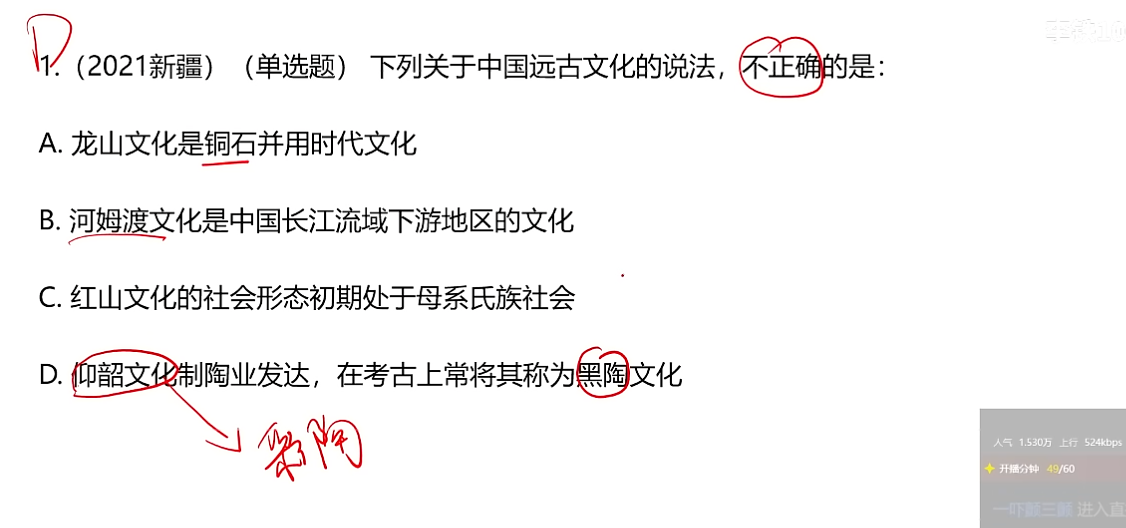 D
1.（2021新疆）（单选题） 下列关于中国远古文化的说法，不正确的是：
A. 龙山文化是铜石并用时代文化
B. 河姆渡文化是中国长江流域下游地区的文化
C. 红山文化的社会形态初期处于母系氏族社会
D. 仰韶文化制陶业发达，在考古上常将其称为黑陶文化
彩陶
人气 1.530万 上行 524kbps
开播分钟 49/60
一吓颤三颤 进入直